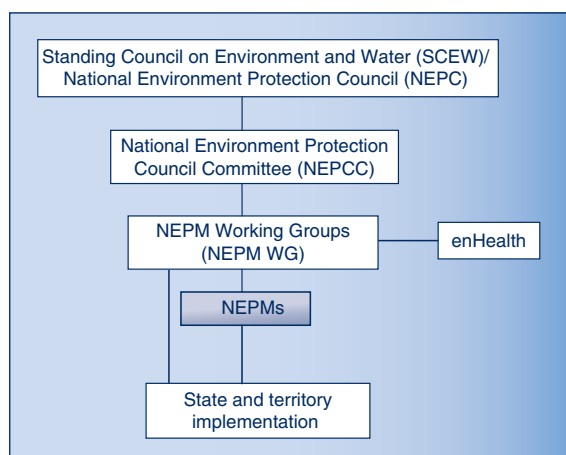 Standing Council on Environment and Water (SCEW)/
National Environment Protection Council (NEPC)
National Environment Protection
Council Committee (NEPCC)
NEPM Working Groups
(NEPM WG)
enHealth
NEPMs
State and territory
implementation